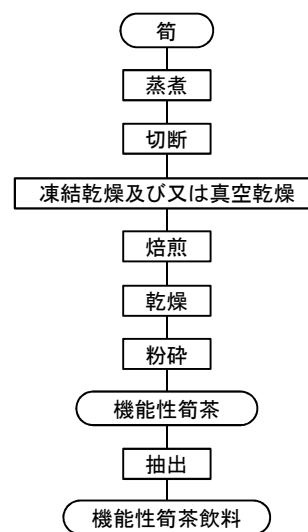 筍
蒸煮
切断
凍結乾燥及び又は真空乾燥
焙煎
乾燥
粉砕
機能性筍茶
抽出
機能性筍茶飲料